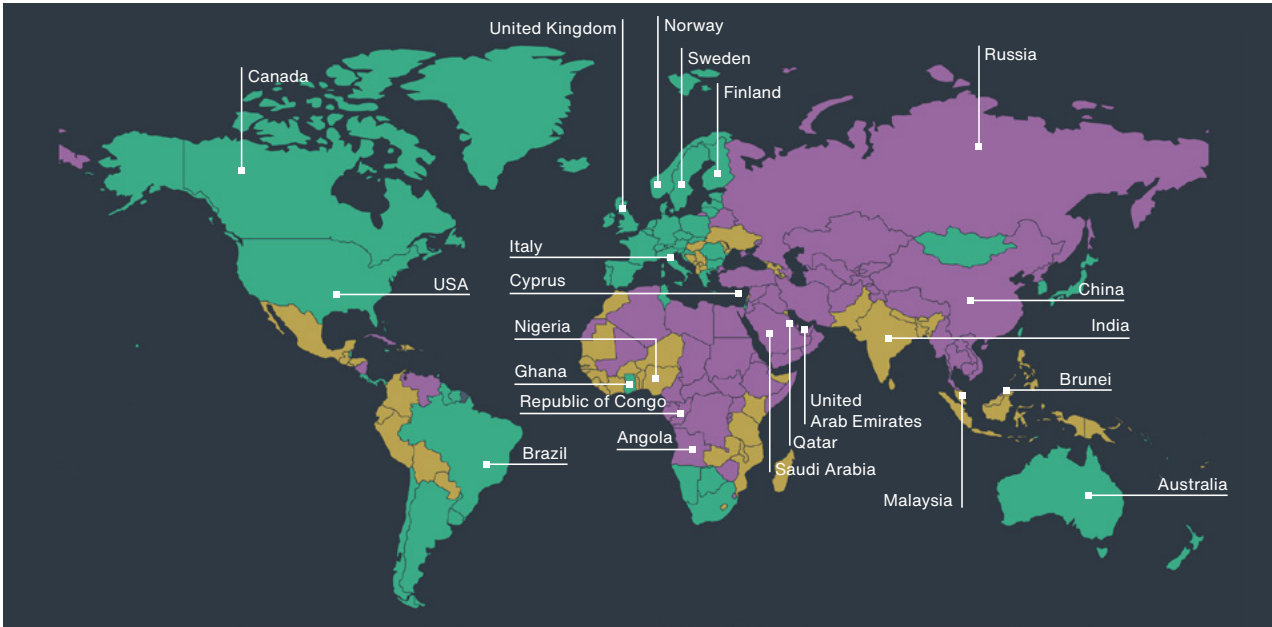 United Kingdom
Norway
Sweden
Finland
Russia
Canada
Italy
Cyprus
USA
China
Nigeria
India
Ghana
Brunei
Republic of Congo
United
Arab Emirates
Angola
Qatar
Brazil
Saudi Arabia
Malaysia
Australia